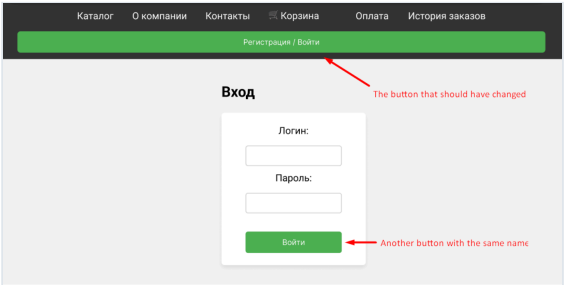 Каталог О компании Контакты 🛒 Корзина Оплата История заказов
Регистрация / Войти
The button that should have changed
Вход
Логин:
Пароль:
Войти
Another button with the same name